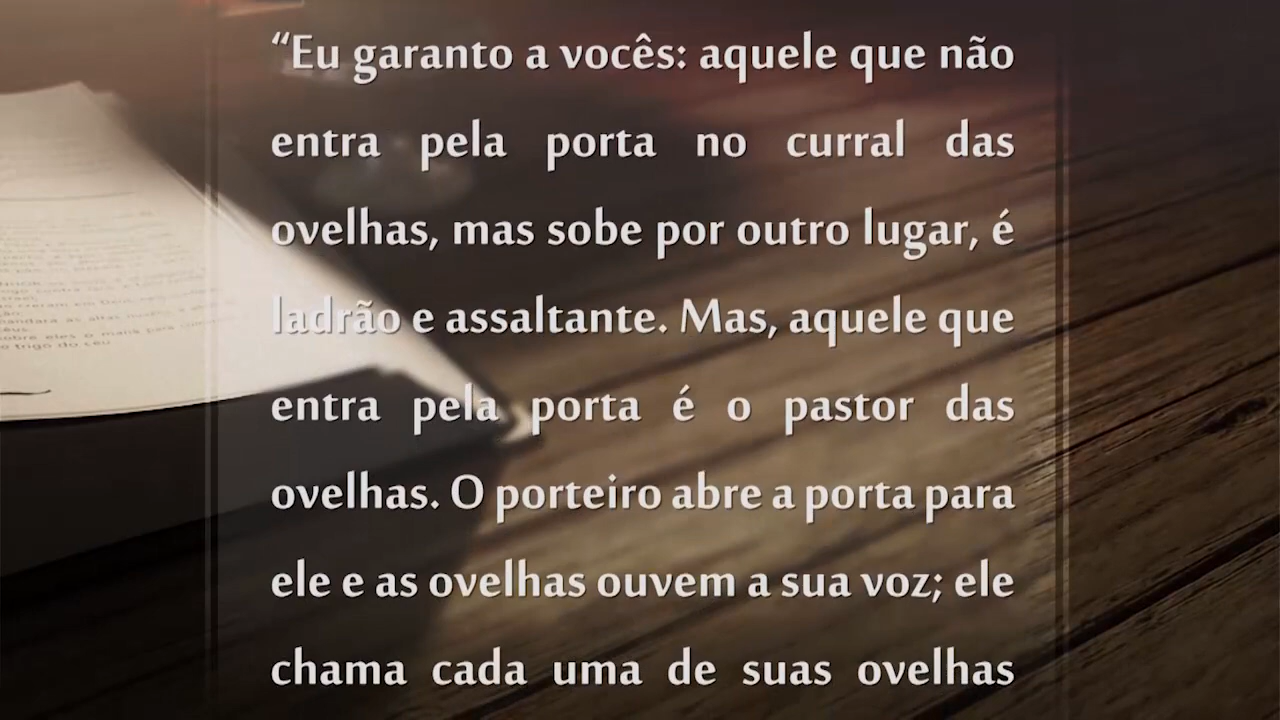 “Eu garanto a vocês: aquele que não
entra pela porta no curral das
ovelhas, mas sobe por outro lugar, é
ladrão e assaltante. Mas, aquele que
entra pela porta é o pastor das
ovelhas. O porteiro abre a porta para
ele e as ovelhas ouvem a sua voz; ele
chama cada uma de suas ovelhas